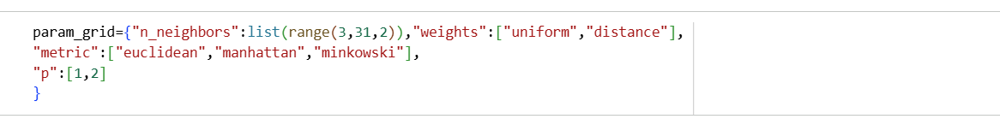 param_grid={"n_neighbors":list(range(3,31,2)),"weights":["uniform","distance"],
"metric":["euclidean","manhattan","minkowski"],
"p":[1,2]
}